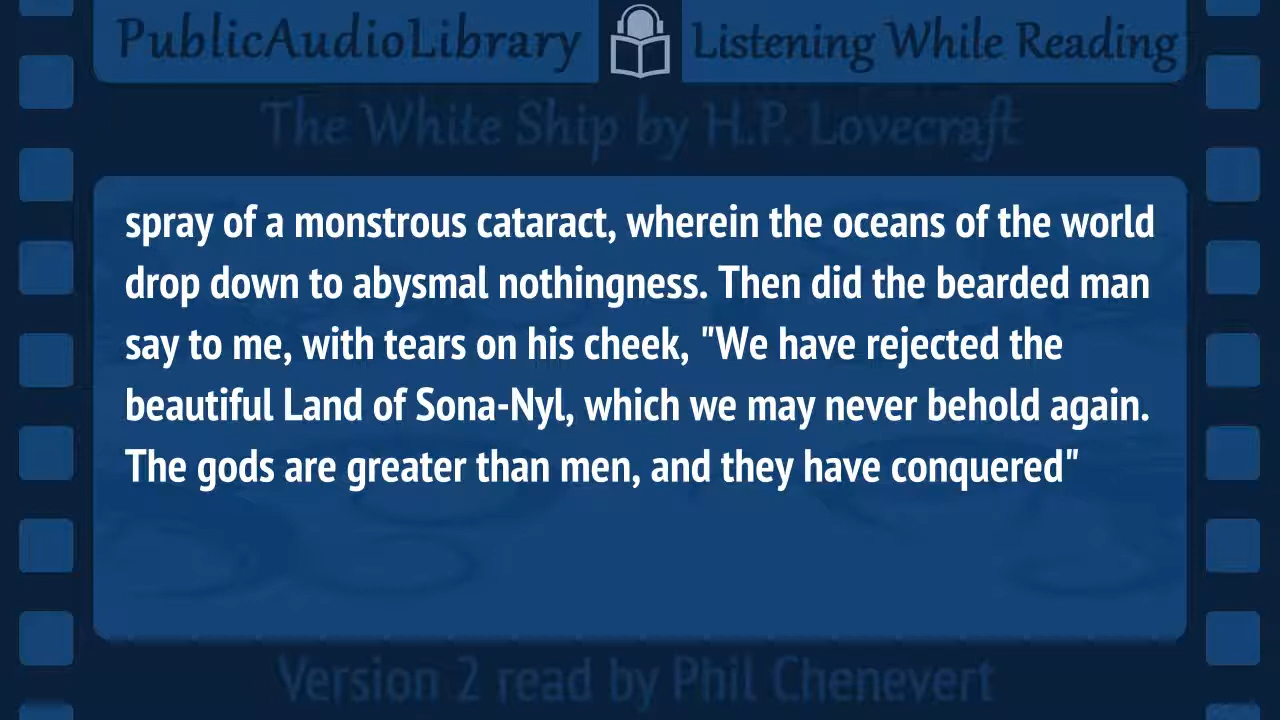 PublicAudioLibrary Listening While Reading
The White Ship by H.P. Lovecraft
spray of a monstrous cataract, wherein the oceans of the world
drop down to abysmal nothingness. Then did the bearded man
say to me, with tears on his cheek, "We have rejected the
beautiful Land of Sona-Nyl, which we may never behold again.
The gods are greater than men, and they have conquered"
Version 2 read by Phil Chenevert